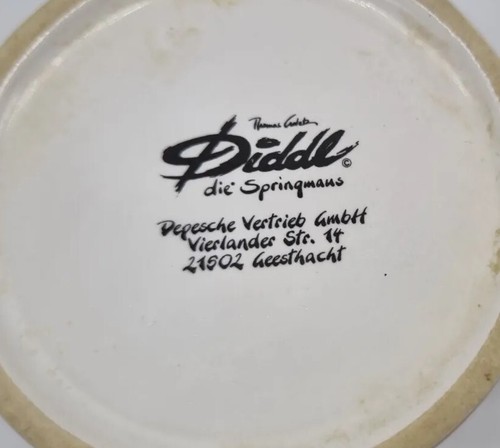 Thomas Goletz
Diddl ©
die Springmaus
Depesche Vertrieb GmbH
Vierlander Str. 14
21502 Geesthacht